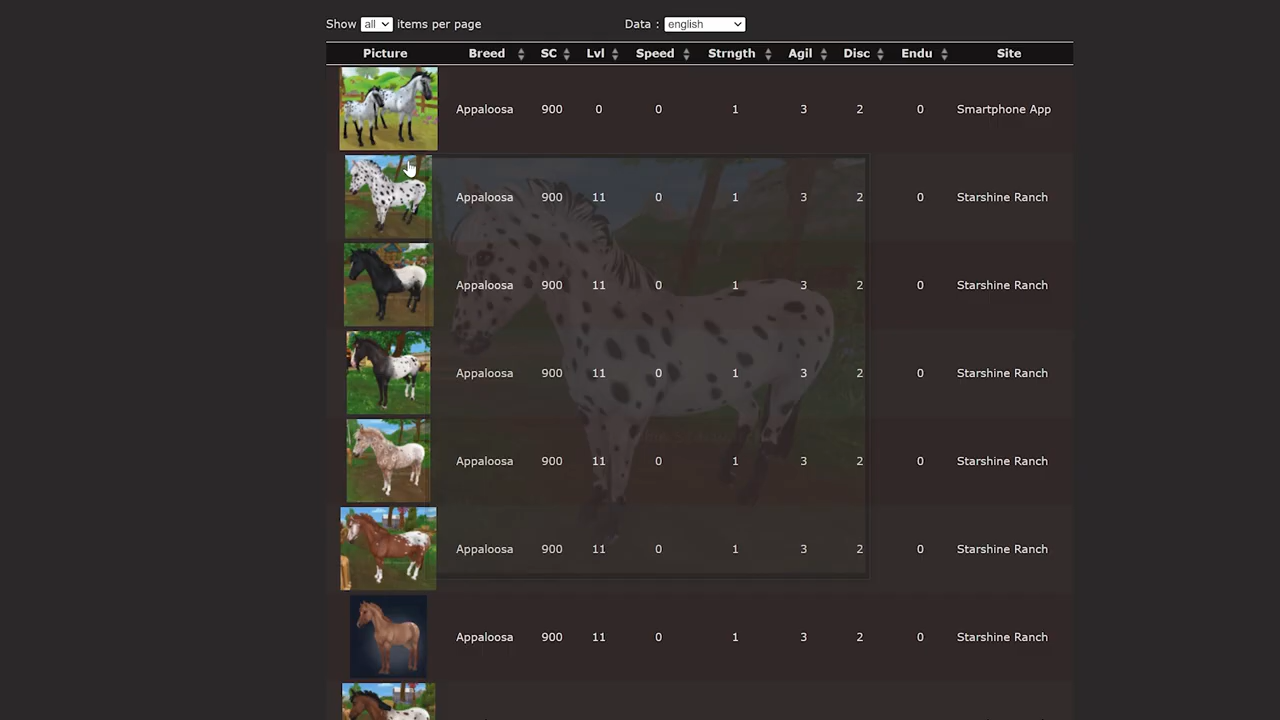 Show all items per page Data : english
Picture Breed SC Lvl Speed Strngth Agil Disc Endu Site
Appaloosa 900 0 0 1 3 2 0 Smartphone App
Appaloosa 900 11 0 1 3 2 0 Starshine Ranch
Appaloosa 900 11 0 1 3 2 0 Starshine Ranch
Appaloosa 900 11 0 1 3 2 0 Starshine Ranch
Appaloosa 900 11 0 1 3 2 0 Starshine Ranch
Appaloosa 900 11 0 1 3 2 0 Starshine Ranch
Appaloosa 900 11 0 1 3 2 0 Starshine Ranch